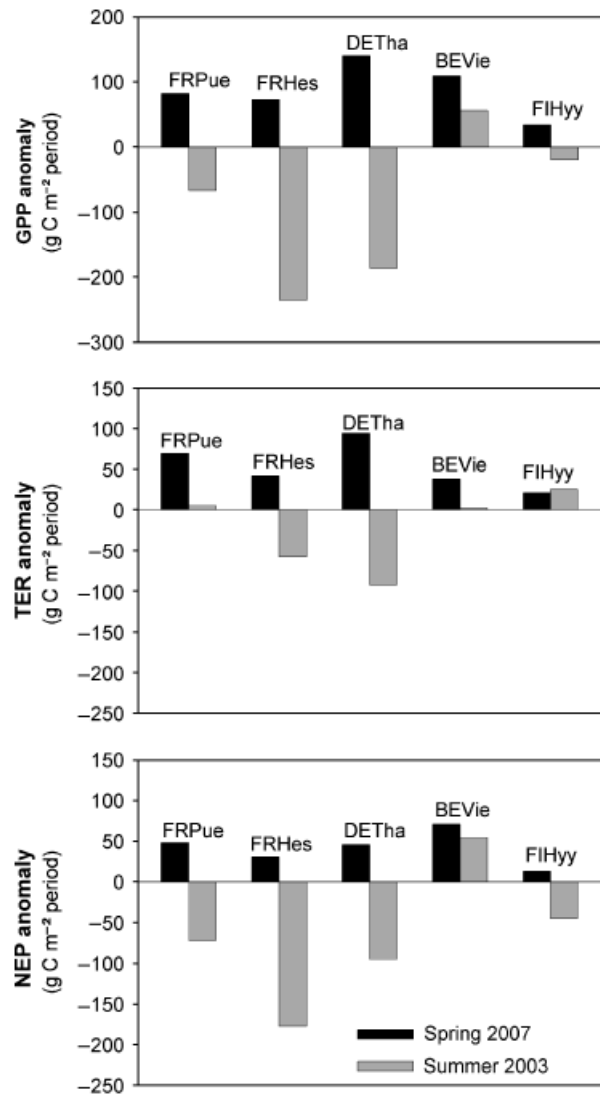 200
100
0
–100
–200
–300
GPP anomaly
(g C m⁻² period)
FRPue
FRHes
DETha
BEVie
FIHyy
150
100
50
0
–50
–100
–150
–200
–250
TER anomaly
(g C m⁻² period)
FRPue
FRHes
DETha
BEVie
FIHyy
150
100
50
0
–50
–100
–150
–200
–250
NEP anomaly
(g C m⁻² period)
FRPue
FRHes
DETha
BEVie
FIHyy
Spring 2007
Summer 2003